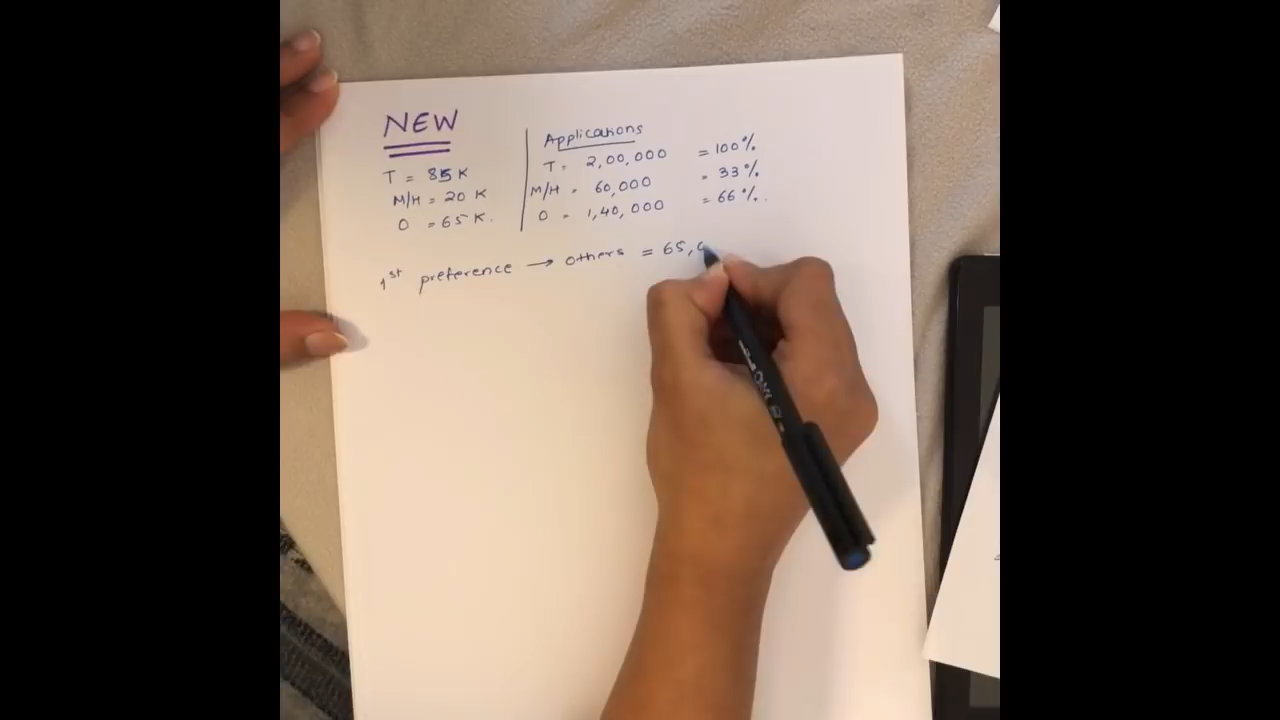 NEW
T = 85 K
M/H = 20 K
O = 65 K.
Applications
T = 2,00,000 = 100%
M/H = 60,000 = 33%
O = 1,40,000 = 66%.
1st preference → others = 65,